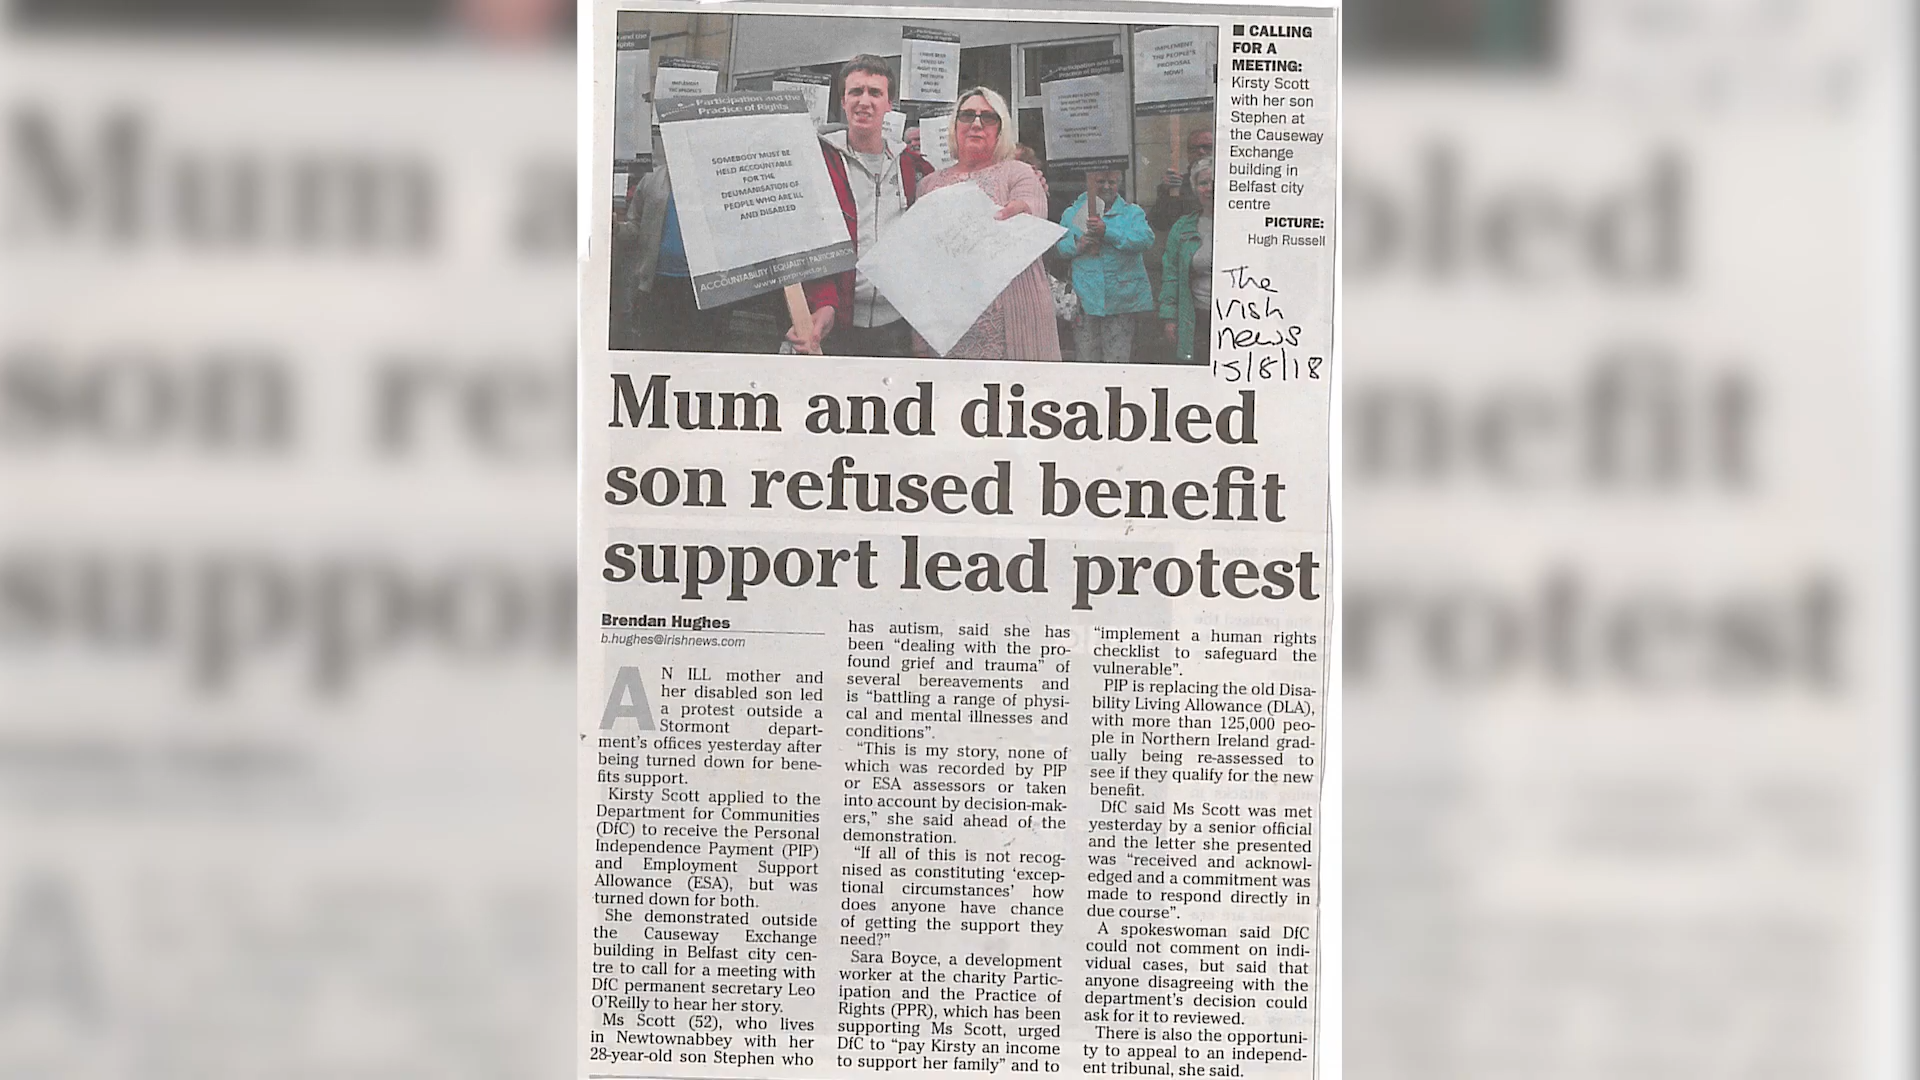 Participation and the
Practice of Rights
SOMEBODY MUST BE
HELD ACCOUNTABLE
FOR THE
DEUMANISATION OF
PEOPLE WHO ARE ILL
AND DISABLED
ACCOUNTABILITY | EQUALITY | PARTICIPATION
www.pprproject.org
IMPLEMENT
THE PEOPLE'S
PROPOSAL
NOW!
■ CALLING
FOR A
MEETING:
Kirsty Scott
with her son
Stephen at
the Causeway
Exchange
building in
Belfast city
centre
PICTURE:
Hugh Russell
The
Irish
news
15/8/18
Mum and disabled
son refused benefit
support lead protest
Brendan Hughes
b.hughes@irishnews.com
AN ILL mother and
her disabled son led
a protest outside a
Stormont depart-
ment's offices yesterday after
being turned down for bene-
fits support.
Kirsty Scott applied to the
Department for Communities
(DfC) to receive the Personal
Independence Payment (PIP)
and Employment Support
Allowance (ESA), but was
turned down for both.
She demonstrated outside
the Causeway Exchange
building in Belfast city cen-
tre to call for a meeting with
DfC permanent secretary Leo
O'Reilly to hear her story.
Ms Scott (52), who lives
in Newtownabbey with her
28-year-old son Stephen who
has autism, said she has
been “dealing with the pro-
found grief and trauma” of
several bereavements and
is “battling a range of physi-
cal and mental illnesses and
conditions”.
“This is my story, none of
which was recorded by PIP
or ESA assessors or taken
into account by decision-mak-
ers,” she said ahead of the
demonstration.
“If all of this is not recog-
nised as constituting ‘excep-
tional circumstances’ how
does anyone have chance
of getting the support they
need?”
Sara Boyce, a development
worker at the charity Partic-
ipation and the Practice of
Rights (PPR), which has been
supporting Ms Scott, urged
DfC to “pay Kirsty an income
to support her family” and to
“implement a human rights
checklist to safeguard the
vulnerable”.
PIP is replacing the old Disa-
bility Living Allowance (DLA),
with more than 125,000 peo-
ple in Northern Ireland grad-
ually being re-assessed to
see if they qualify for the new
benefit.
DfC said Ms Scott was met
yesterday by a senior official
and the letter she presented
was “received and acknowl-
edged and a commitment was
made to respond directly in
due course”.
A spokeswoman said DfC
could not comment on indi-
vidual cases, but said that
anyone disagreeing with the
department's decision could
ask for it to reviewed.
There is also the opportuni-
ty to appeal to an independ-
ent tribunal, she said.